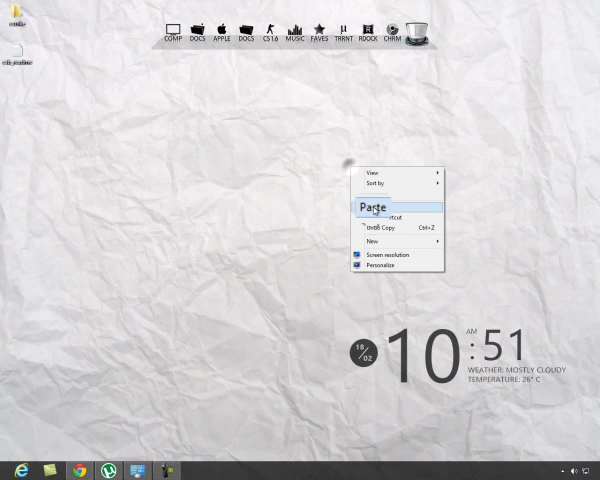 COMP DOCS APPLE DOCS CS1.6 MUSIC FAVES TRRNT RDOCK CHRM
View
Sort by
Paste
rtcut
Undo Copy Ctrl+Z
New
Screen resolution
Personalize
18/02
10:51 AM
WEATHER: MOSTLY CLOUDY
TEMPERATURE: 26° C